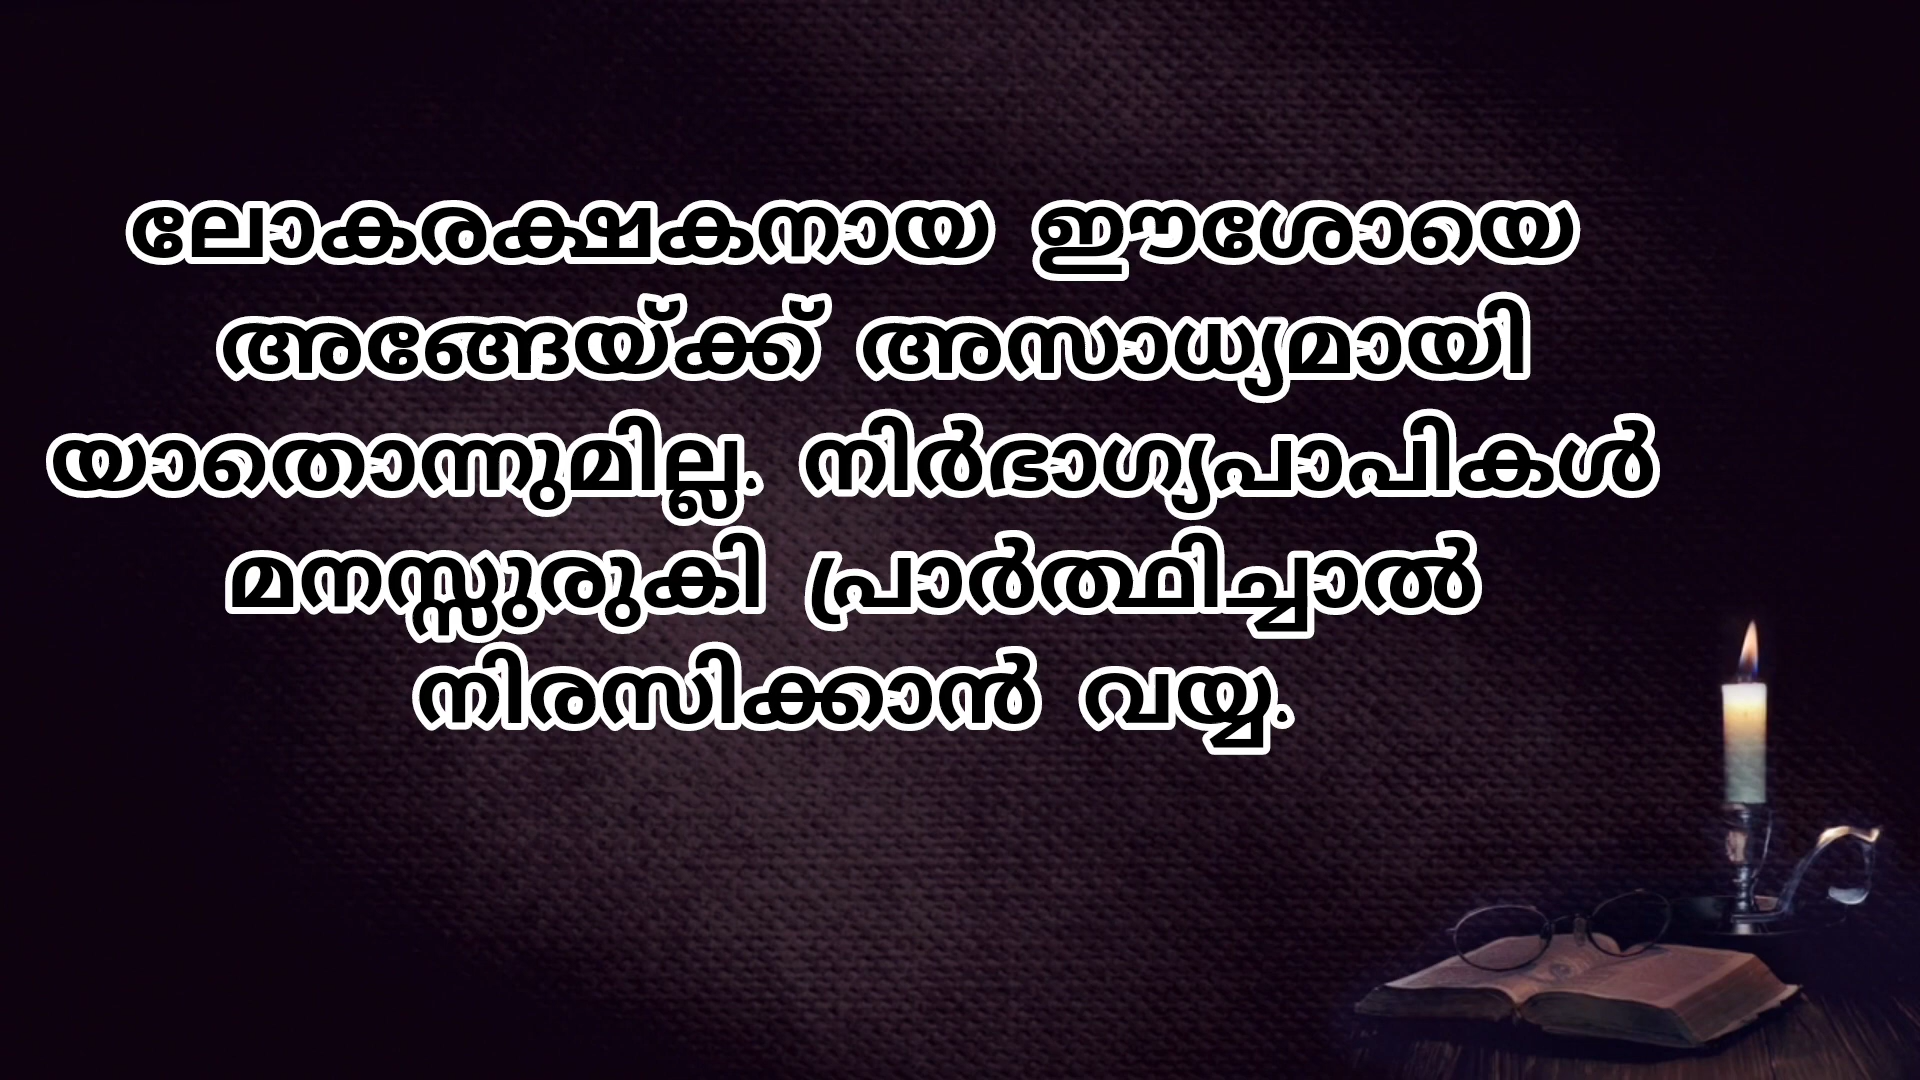 ലോകരക്ഷകനായ ഈശോയെ
അങ്ങേയ്ക്ക് അസാധ്യമായി
യാതൊന്നുമില്ല. നിർഭാഗ്യപാപികൾ
മനസ്സുരുകി പ്രാർത്ഥിച്ചാൽ
നിരസിക്കാൻ വയ്യ.